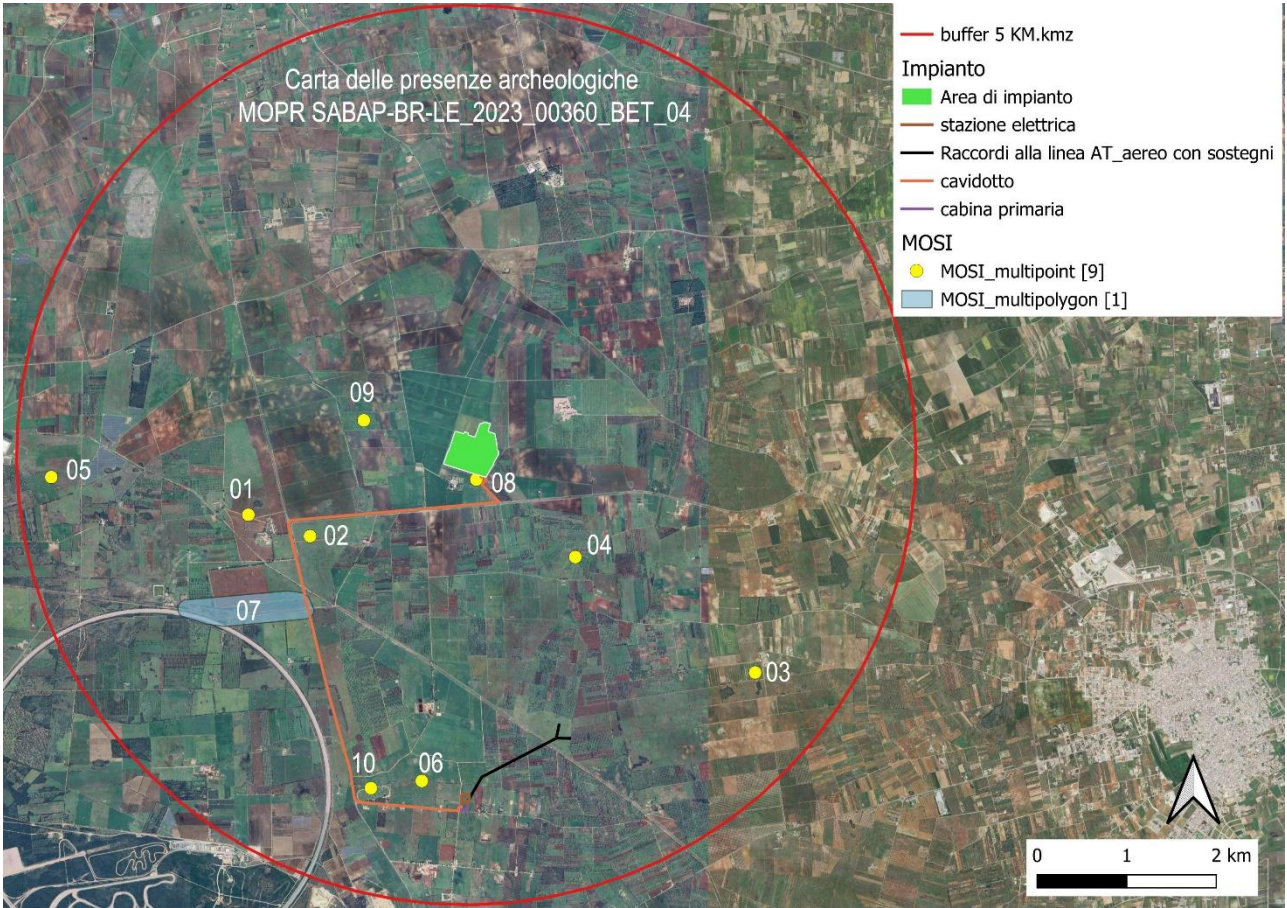 Carta delle presenze archeologiche
MOPR SABAP-BR-LE_2023_00360_BET_04
buffer 5 KM.kmz
Impianto
Area di impianto
stazione elettrica
Raccordi alla linea AT_aereo con sostegni
cavidotto
cabina primaria
MOSI
MOSI_multipoint [9]
MOSI_multipolygon [1]
09
05
08
01
02
04
07
03
06
10
0 1 2 km